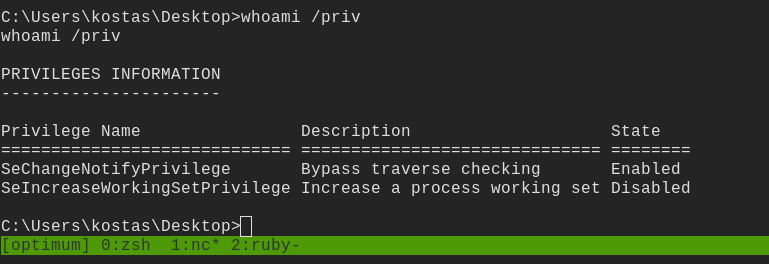 C:\Users\kostas\Desktop>whoami /priv
whoami /priv
PRIVILEGES INFORMATION
----------------------
Privilege Name                Description                    State
============================= ============================== ========
SeChangeNotifyPrivilege       Bypass traverse checking       Enabled
SeIncreaseWorkingSetPrivilege Increase a process working set Disabled
C:\Users\kostas\Desktop>
[optimum] 0:zsh  1:nc* 2:ruby-